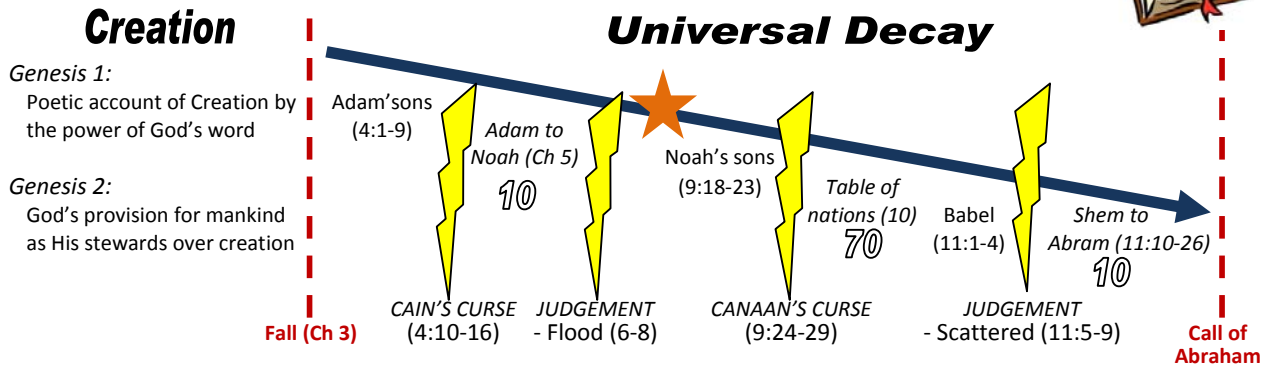 Creation
Universal Decay
Genesis 1:
Poetic account of Creation by
the power of God's word
Genesis 2:
God's provision for mankind
as His stewards over creation
Fall (Ch 3)
Adam'sons
(4:1-9)
CAIN'S CURSE
(4:10-16)
Adam to
Noah (Ch 5)
10
JUDGEMENT
- Flood (6-8)
Noah's sons
(9:18-23)
CANAAN'S CURSE
(9:24-29)
Table of
nations (10)
70
Babel
(11:1-4)
JUDGEMENT
- Scattered (11:5-9)
Shem to
Abram (11:10-26)
10
Call of
Abraham